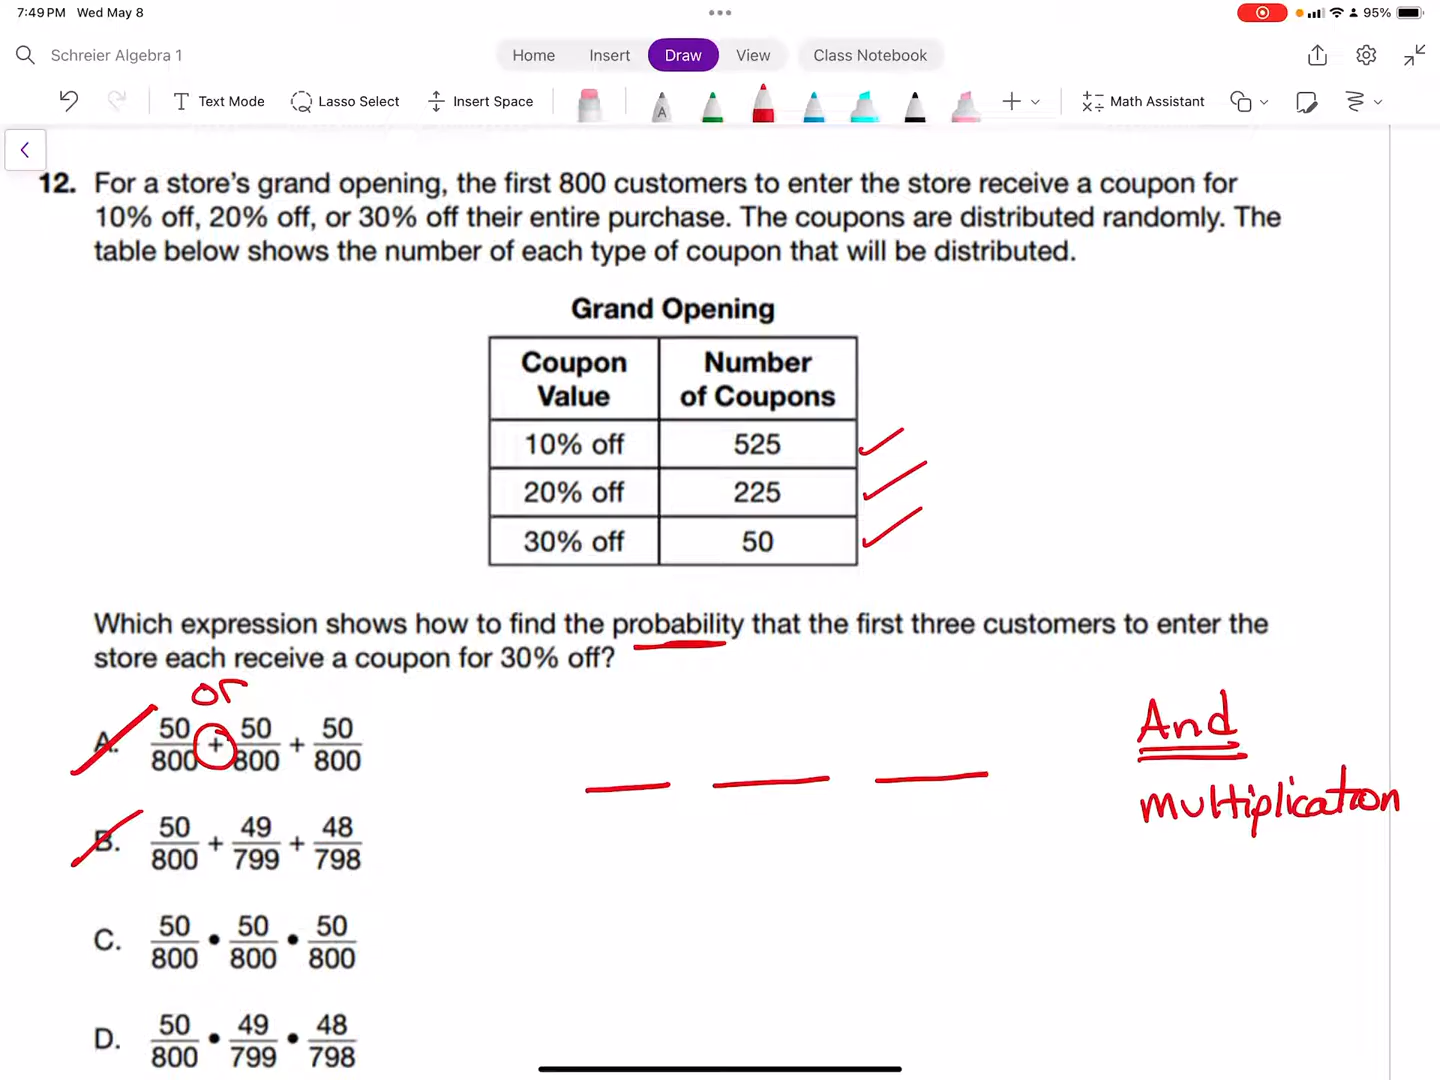 7:49 PM Wed May 8
95%
Schreier Algebra 1
Home Insert Draw View Class Notebook
Text Mode Lasso Select Insert Space A Math Assistant
12. For a store's grand opening, the first 800 customers to enter the store receive a coupon for
10% off, 20% off, or 30% off their entire purchase. The coupons are distributed randomly. The
table below shows the number of each type of coupon that will be distributed.
Grand Opening
Coupon Value Number of Coupons
10% off 525
20% off 225
30% off 50
Which expression shows how to find the probability that the first three customers to enter the
store each receive a coupon for 30% off?
or
A. 50/800 + 50/800 + 50/800
And
multiplication
B. 50/800 + 49/799 + 48/798
C. 50/800 • 50/800 • 50/800
D. 50/800 • 49/799 • 48/798